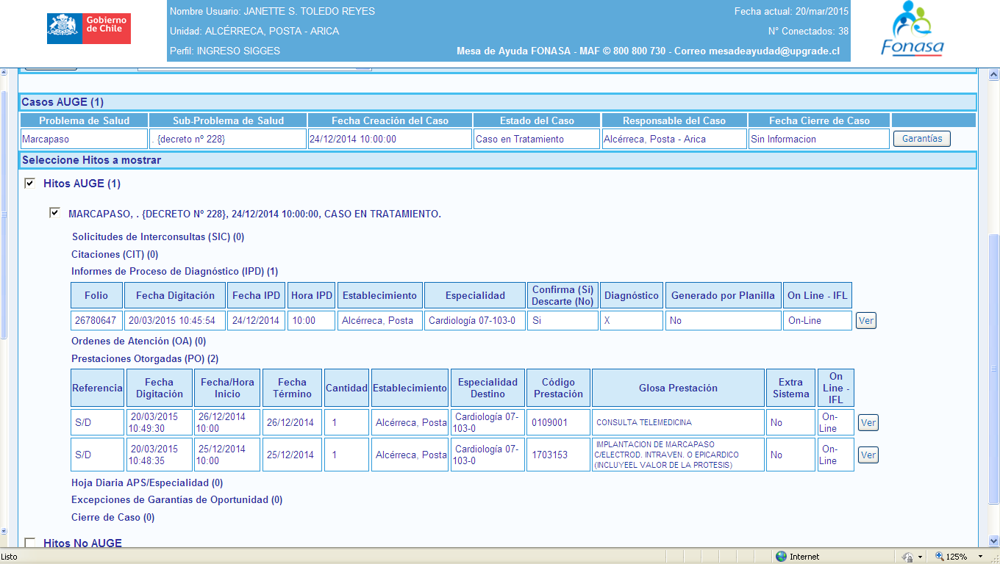 Gobierno de Chile
Nombre Usuario: JANETTE S. TOLEDO REYES
Fecha actual: 20/mar/2015
Unidad: ALCÉRRECA, POSTA - ARICA
N° Conectados: 38
Perfil: INGRESO SIGGES
Mesa de Ayuda FONASA - MAF © 800 800 730 - Correo mesadeayudad@upgrade.cl
Fonasa
Casos AUGE (1)
Problema de Salud Sub-Problema de Salud Fecha Creación del Caso Estado del Caso Responsable del Caso Fecha Cierre de Caso
Marcapaso . {decreto nº 228} 24/12/2014 10:00:00 Caso en Tratamiento Alcérreca, Posta - Arica Sin Informacion Garantías
Seleccione Hitos a mostrar
Hitos AUGE (1)
MARCAPASO, . {DECRETO Nº 228}, 24/12/2014 10:00:00, CASO EN TRATAMIENTO.
Solicitudes de Interconsultas (SIC) (0)
Citaciones (CIT) (0)
Informes de Proceso de Diagnóstico (IPD) (1)
Folio Fecha Digitación Fecha IPD Hora IPD Establecimiento Especialidad Confirma (Sí) Descarte (No) Diagnóstico Generado por Planilla On Line - IFL
26780647 20/03/2015 10:45:54 24/12/2014 10:00 Alcérreca, Posta Cardiología 07-103-0 Si X No On-Line Ver
Ordenes de Atención (OA) (0)
Prestaciones Otorgadas (PO) (2)
Referencia Fecha Digitación Fecha/Hora Inicio Fecha Término Cantidad Establecimiento Especialidad Destino Código Prestación Glosa Prestación Extra Sistema On Line - IFL
S/D 20/03/2015 10:49:30 26/12/2014 10:00 26/12/2014 1 Alcérreca, Posta Cardiología 07-103-0 0109001 CONSULTA TELEMEDICINA No On-Line Ver
S/D 20/03/2015 10:48:35 25/12/2014 10:00 25/12/2014 1 Alcérreca, Posta Cardiología 07-103-0 1703153 IMPLANTACION DE MARCAPASO C/ELECTROD. INTRAVEN. O EPICARDICO (INCLUYEEL VALOR DE LA PROTESIS) No On-Line Ver
Hoja Diaria APS/Especialidad (0)
Excepciones de Garantías de Oportunidad (0)
Cierre de Caso (0)
Hitos No AUGE
Listo Internet 125%